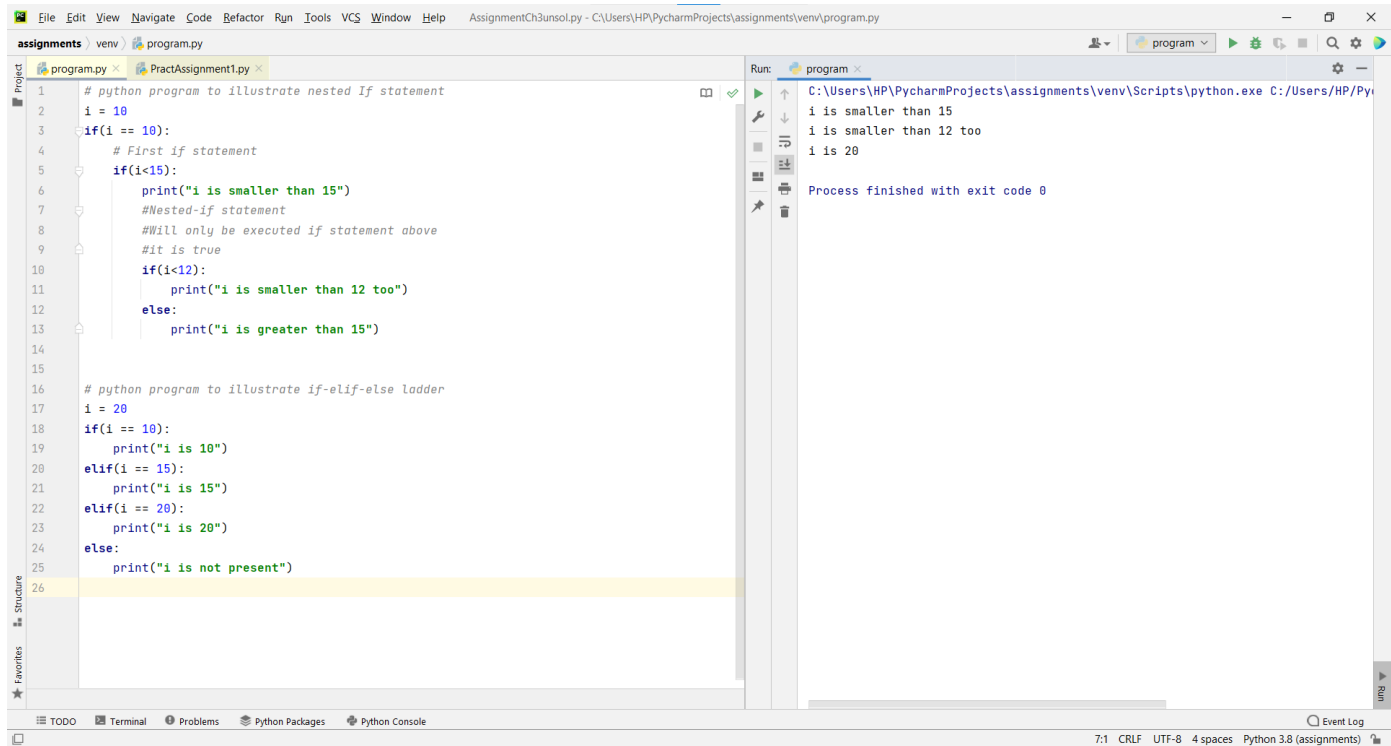 File Edit View Navigate Code Refactor Run Tools VCS Window Help AssignmentCh3unsol.py - C:\Users\HP\PycharmProjects\assignments\venv\program.py
assignments venv program.py program
Project
program.py PractAssignment1.py
1 # python program to illustrate nested If statement
2 i = 10
3 if(i == 10):
4     # First if statement
5     if(i<15):
6         print("i is smaller than 15")
7         #Nested-if statement
8         #Will only be executed if statement above
9         #it is true
10         if(i<12):
11             print("i is smaller than 12 too")
12         else:
13             print("i is greater than 15")
14
15
16 # python program to illustrate if-elif-else ladder
17 i = 20
18 if(i == 10):
19     print("i is 10")
20 elif(i == 15):
21     print("i is 15")
22 elif(i == 20):
23     print("i is 20")
24 else:
25     print("i is not present")
26
Run: program
C:\Users\HP\PycharmProjects\assignments\venv\Scripts\python.exe C:/Users/HP/Py
i is smaller than 15
i is smaller than 12 too
i is 20
Process finished with exit code 0
Structure
Favorites
Run
TODO Terminal Problems Python Packages Python Console Event Log
7:1 CRLF UTF-8 4 spaces Python 3.8 (assignments)